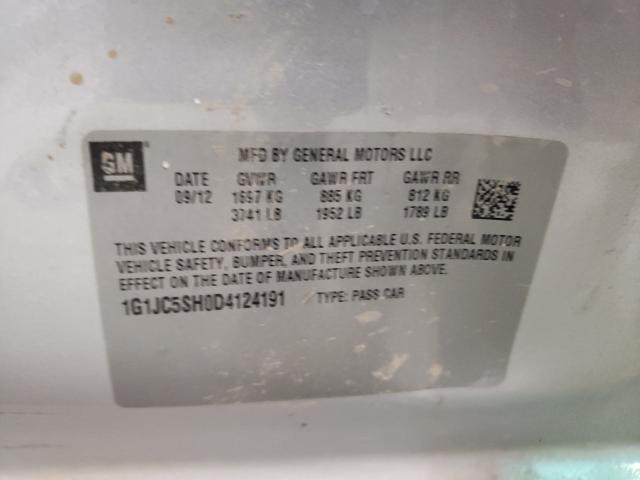 GM
MFD BY GENERAL MOTORS LLC
DATE GVWR GAWR FRT GAWR RR
09/12 1697 KG 885 KG 812 KG
3741 LB 1952 LB 1789 LB
THIS VEHICLE CONFORMS TO ALL APPLICABLE U.S. FEDERAL MOTOR
VEHICLE SAFETY, BUMPER, AND THEFT PREVENTION STANDARDS IN
EFFECT ON THE DATE OF MANUFACTURE SHOWN ABOVE.
1G1JC5SH0D4124191 TYPE: PASS CAR